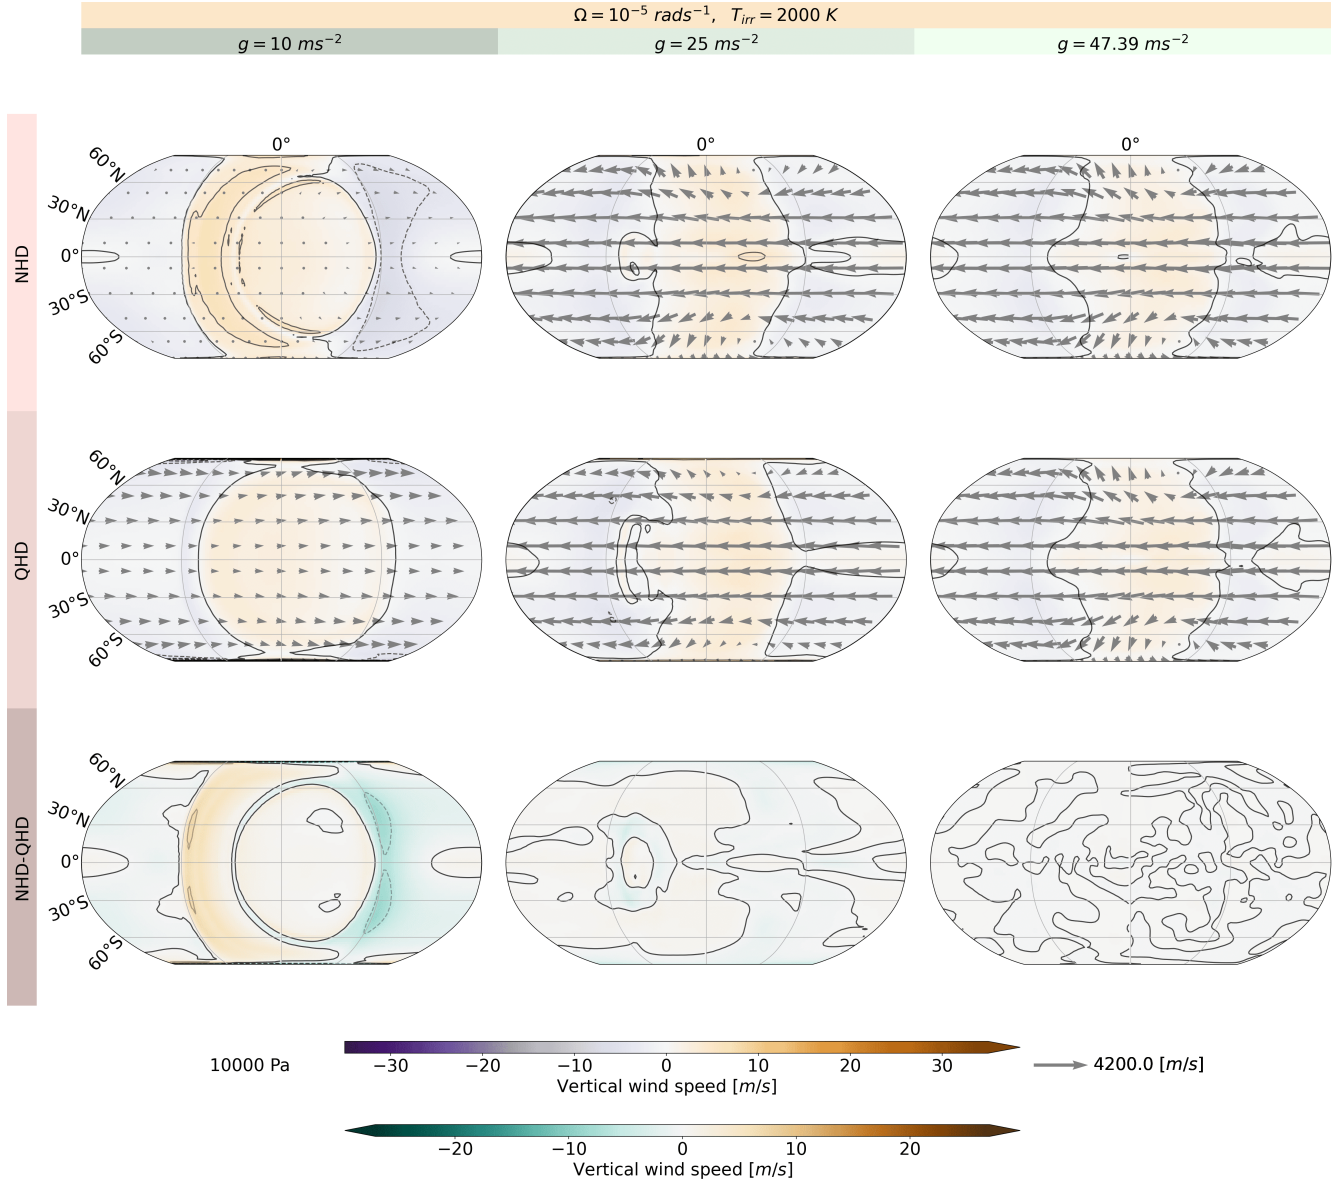 Ω = 10⁻⁵ rads⁻¹, T_irr = 2000 K
g = 10 ms⁻² g = 25 ms⁻² g = 47.39 ms⁻²
NHD
0° 0° 0°
60°N
30°N
0°
30°S
60°S
QHD
60°N
30°N
0°
30°S
60°S
NHD-QHD
60°N
30°N
0°
30°S
60°S
10000 Pa
−30 −20 −10 0 10 20 30
Vertical wind speed [m/s]
4200.0 [m/s]
−20 −10 0 10 20
Vertical wind speed [m/s]